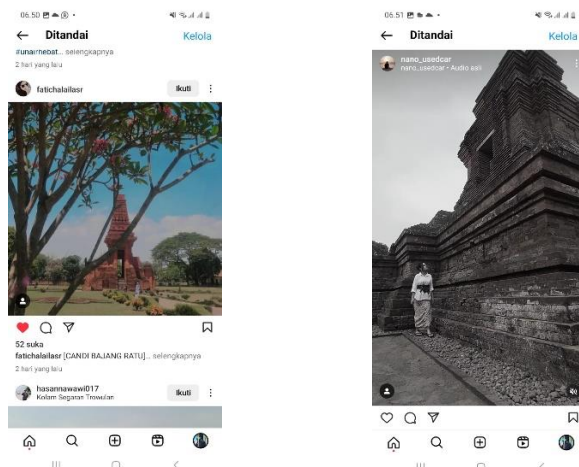 06.50
Ditandai
Kelola
#unairhebat... selengkapnya
2 hari yang lalu
fatichalailasr
Ikuti
52 suka
fatichalailasr [CANDI BAJANG RATU]... selengkapnya
2 hari yang lalu
hasannawawi017
Kolam Segaran Trowulan
Ikuti
06.51
Ditandai
Kelola
nano_usedcar
nano_usedcar • Audio asli